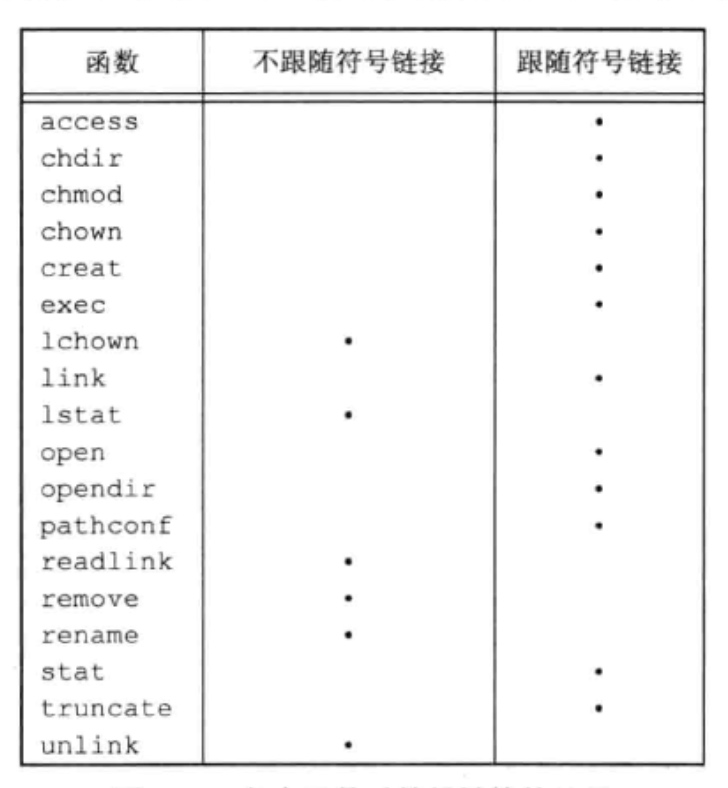 函数 不跟随符号链接 跟随符号链接
access •
chdir •
chmod •
chown •
creat •
exec •
lchown •
link •
lstat •
open •
opendir •
pathconf •
readlink •
remove •
rename •
stat •
truncate •
unlink •